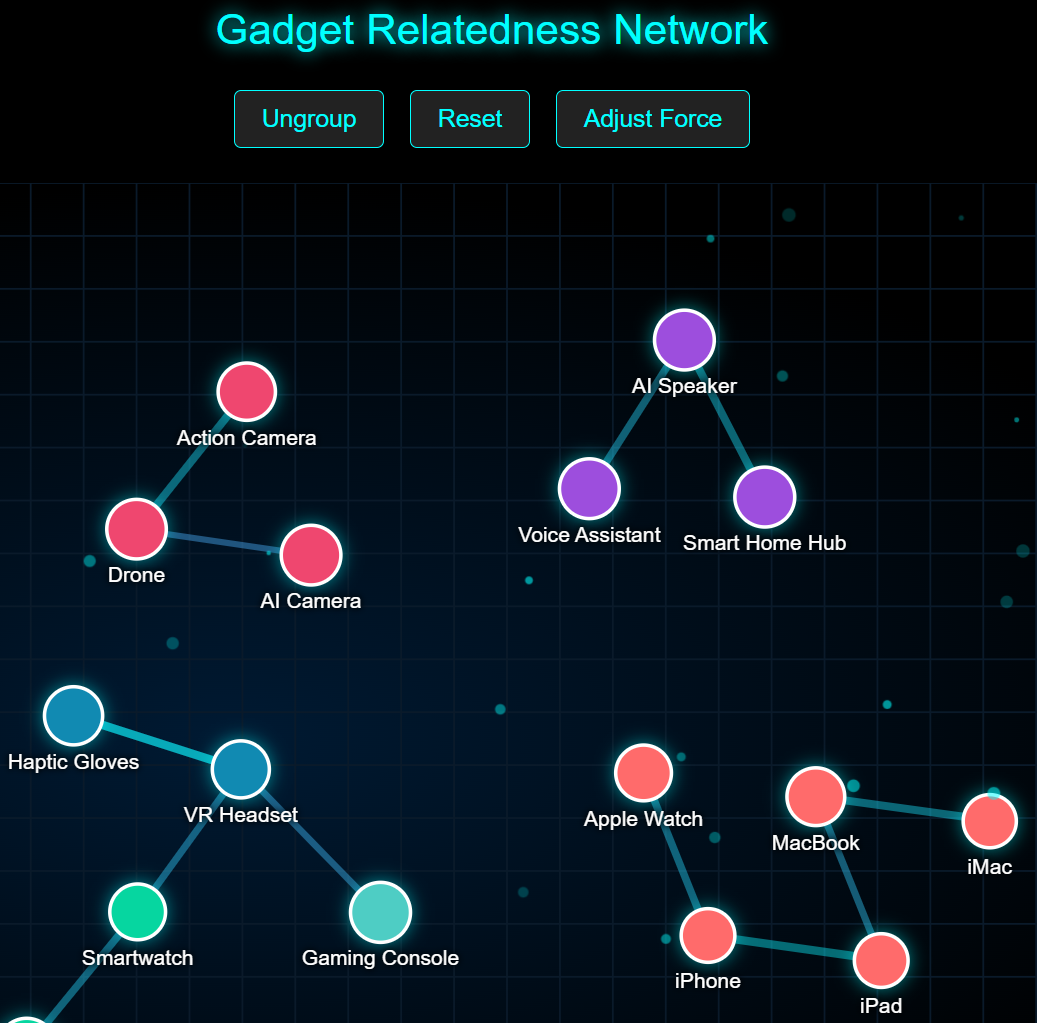 Gadget Relatedness Network
Ungroup
Reset
Adjust Force
AI Speaker
Action Camera
Voice Assistant
Smart Home Hub
Drone
AI Camera
Haptic Gloves
VR Headset
Apple Watch
MacBook
iMac
Smartwatch
Gaming Console
iPhone
iPad